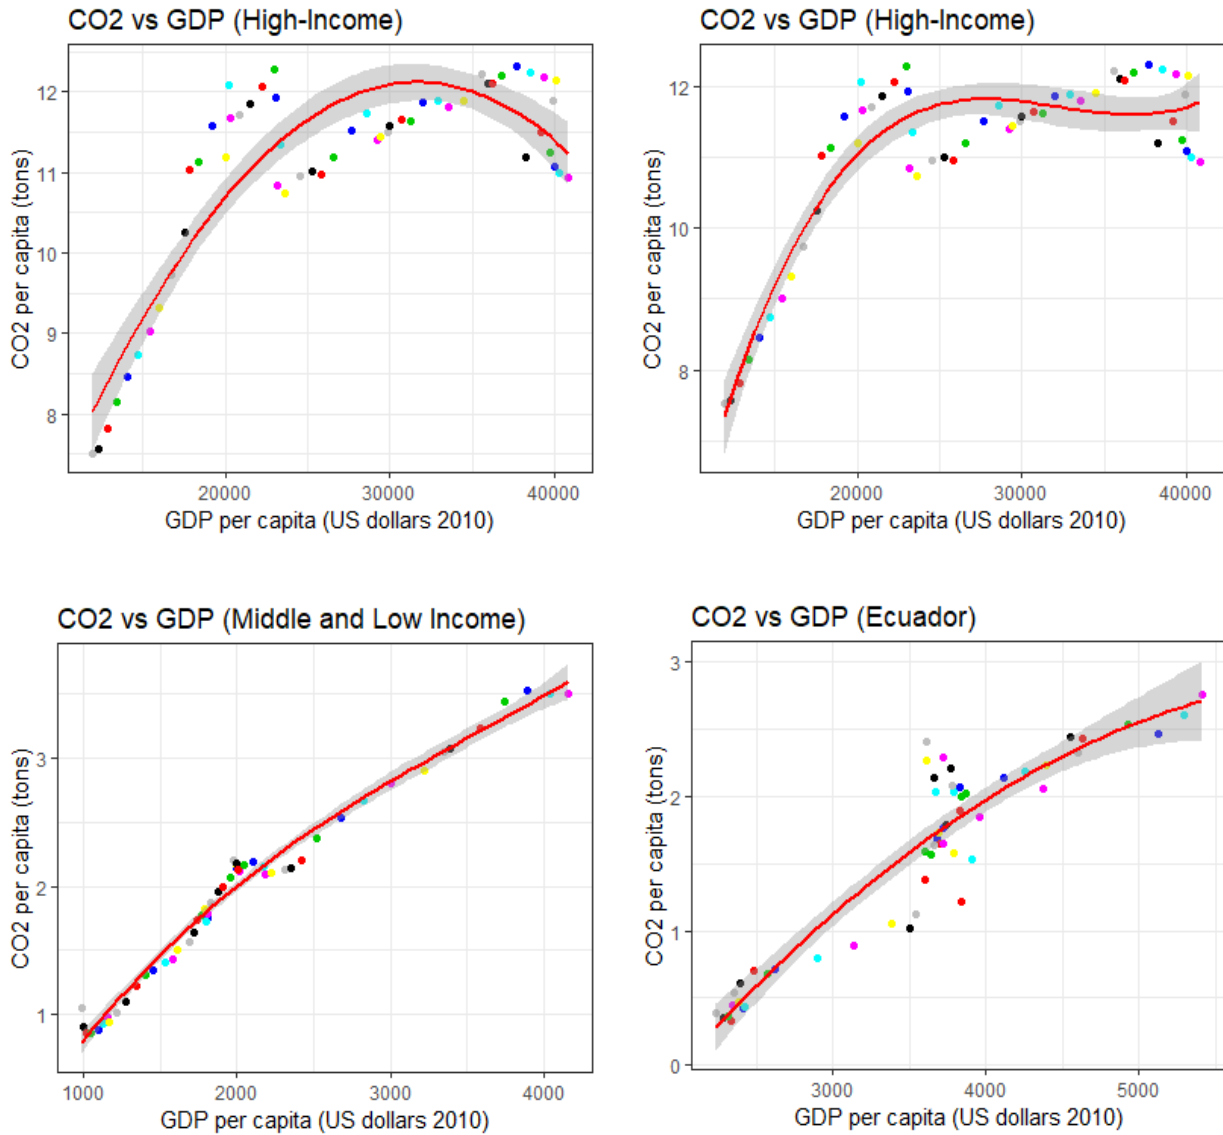 CO2 vs GDP (High-Income)
CO2 per capita (tons)
12
11
10
9
8
20000 30000 40000
GDP per capita (US dollars 2010)
CO2 vs GDP (High-Income)
CO2 per capita (tons)
12
10
8
20000 30000 40000
GDP per capita (US dollars 2010)
CO2 vs GDP (Middle and Low Income)
CO2 per capita (tons)
3
2
1
1000 2000 3000 4000
GDP per capita (US dollars 2010)
CO2 vs GDP (Ecuador)
CO2 per capita (tons)
3
2
1
0
3000 4000 5000
GDP per capita (US dollars 2010)